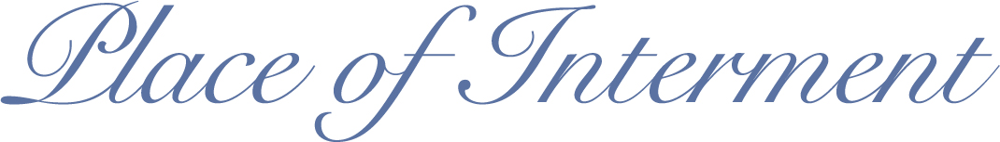 Place of Interment